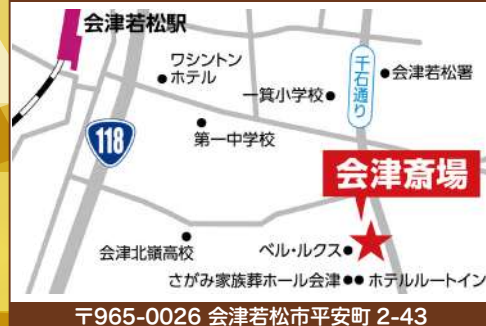 会津若松駅
ワシントン
ホテル
一箕小学校
千石通り
会津若松署
118
第一中学校
会津斎場
会津北嶺高校
ベル・ルクス
さがみ家族葬ホール会津
ホテルルートイン
〒965-0026 会津若松市平安町 2-43